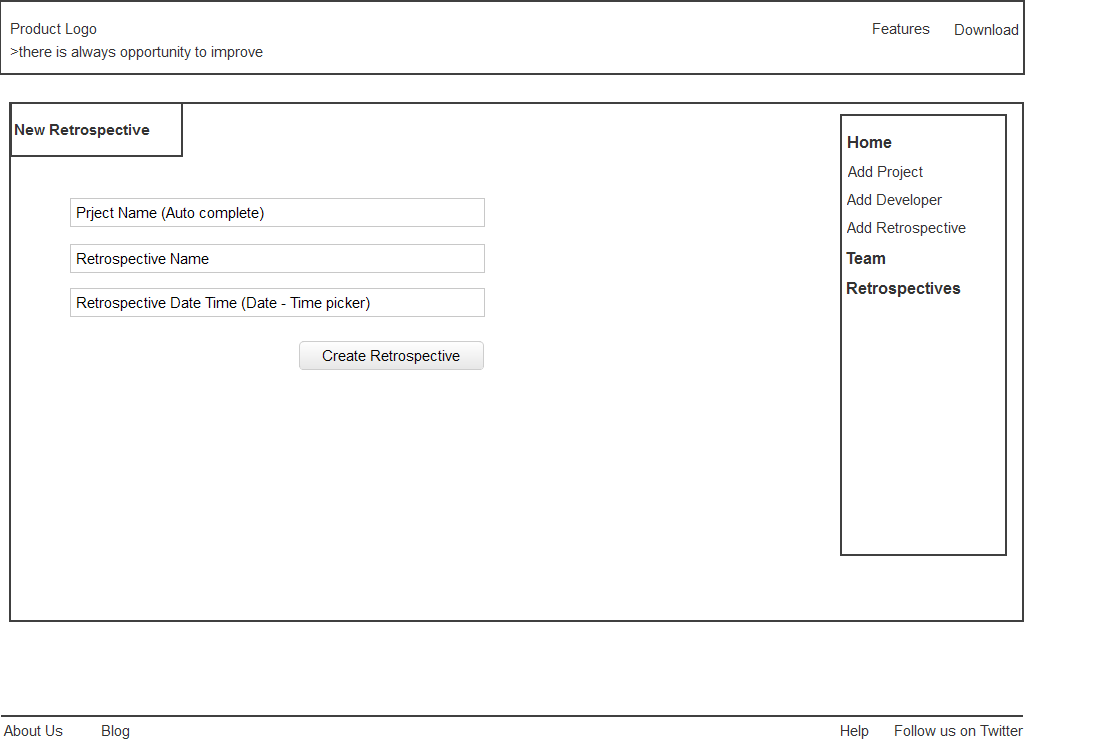 Product Logo
Features
Download
>there is always opportunity to improve
New Retrospective
Prject Name (Auto complete)
Retrospective Name
Retrospective Date Time (Date - Time picker)
Create Retrospective
Home
Add Project
Add Developer
Add Retrospective
Team
Retrospectives
About Us
Blog
Help
Follow us on Twitter